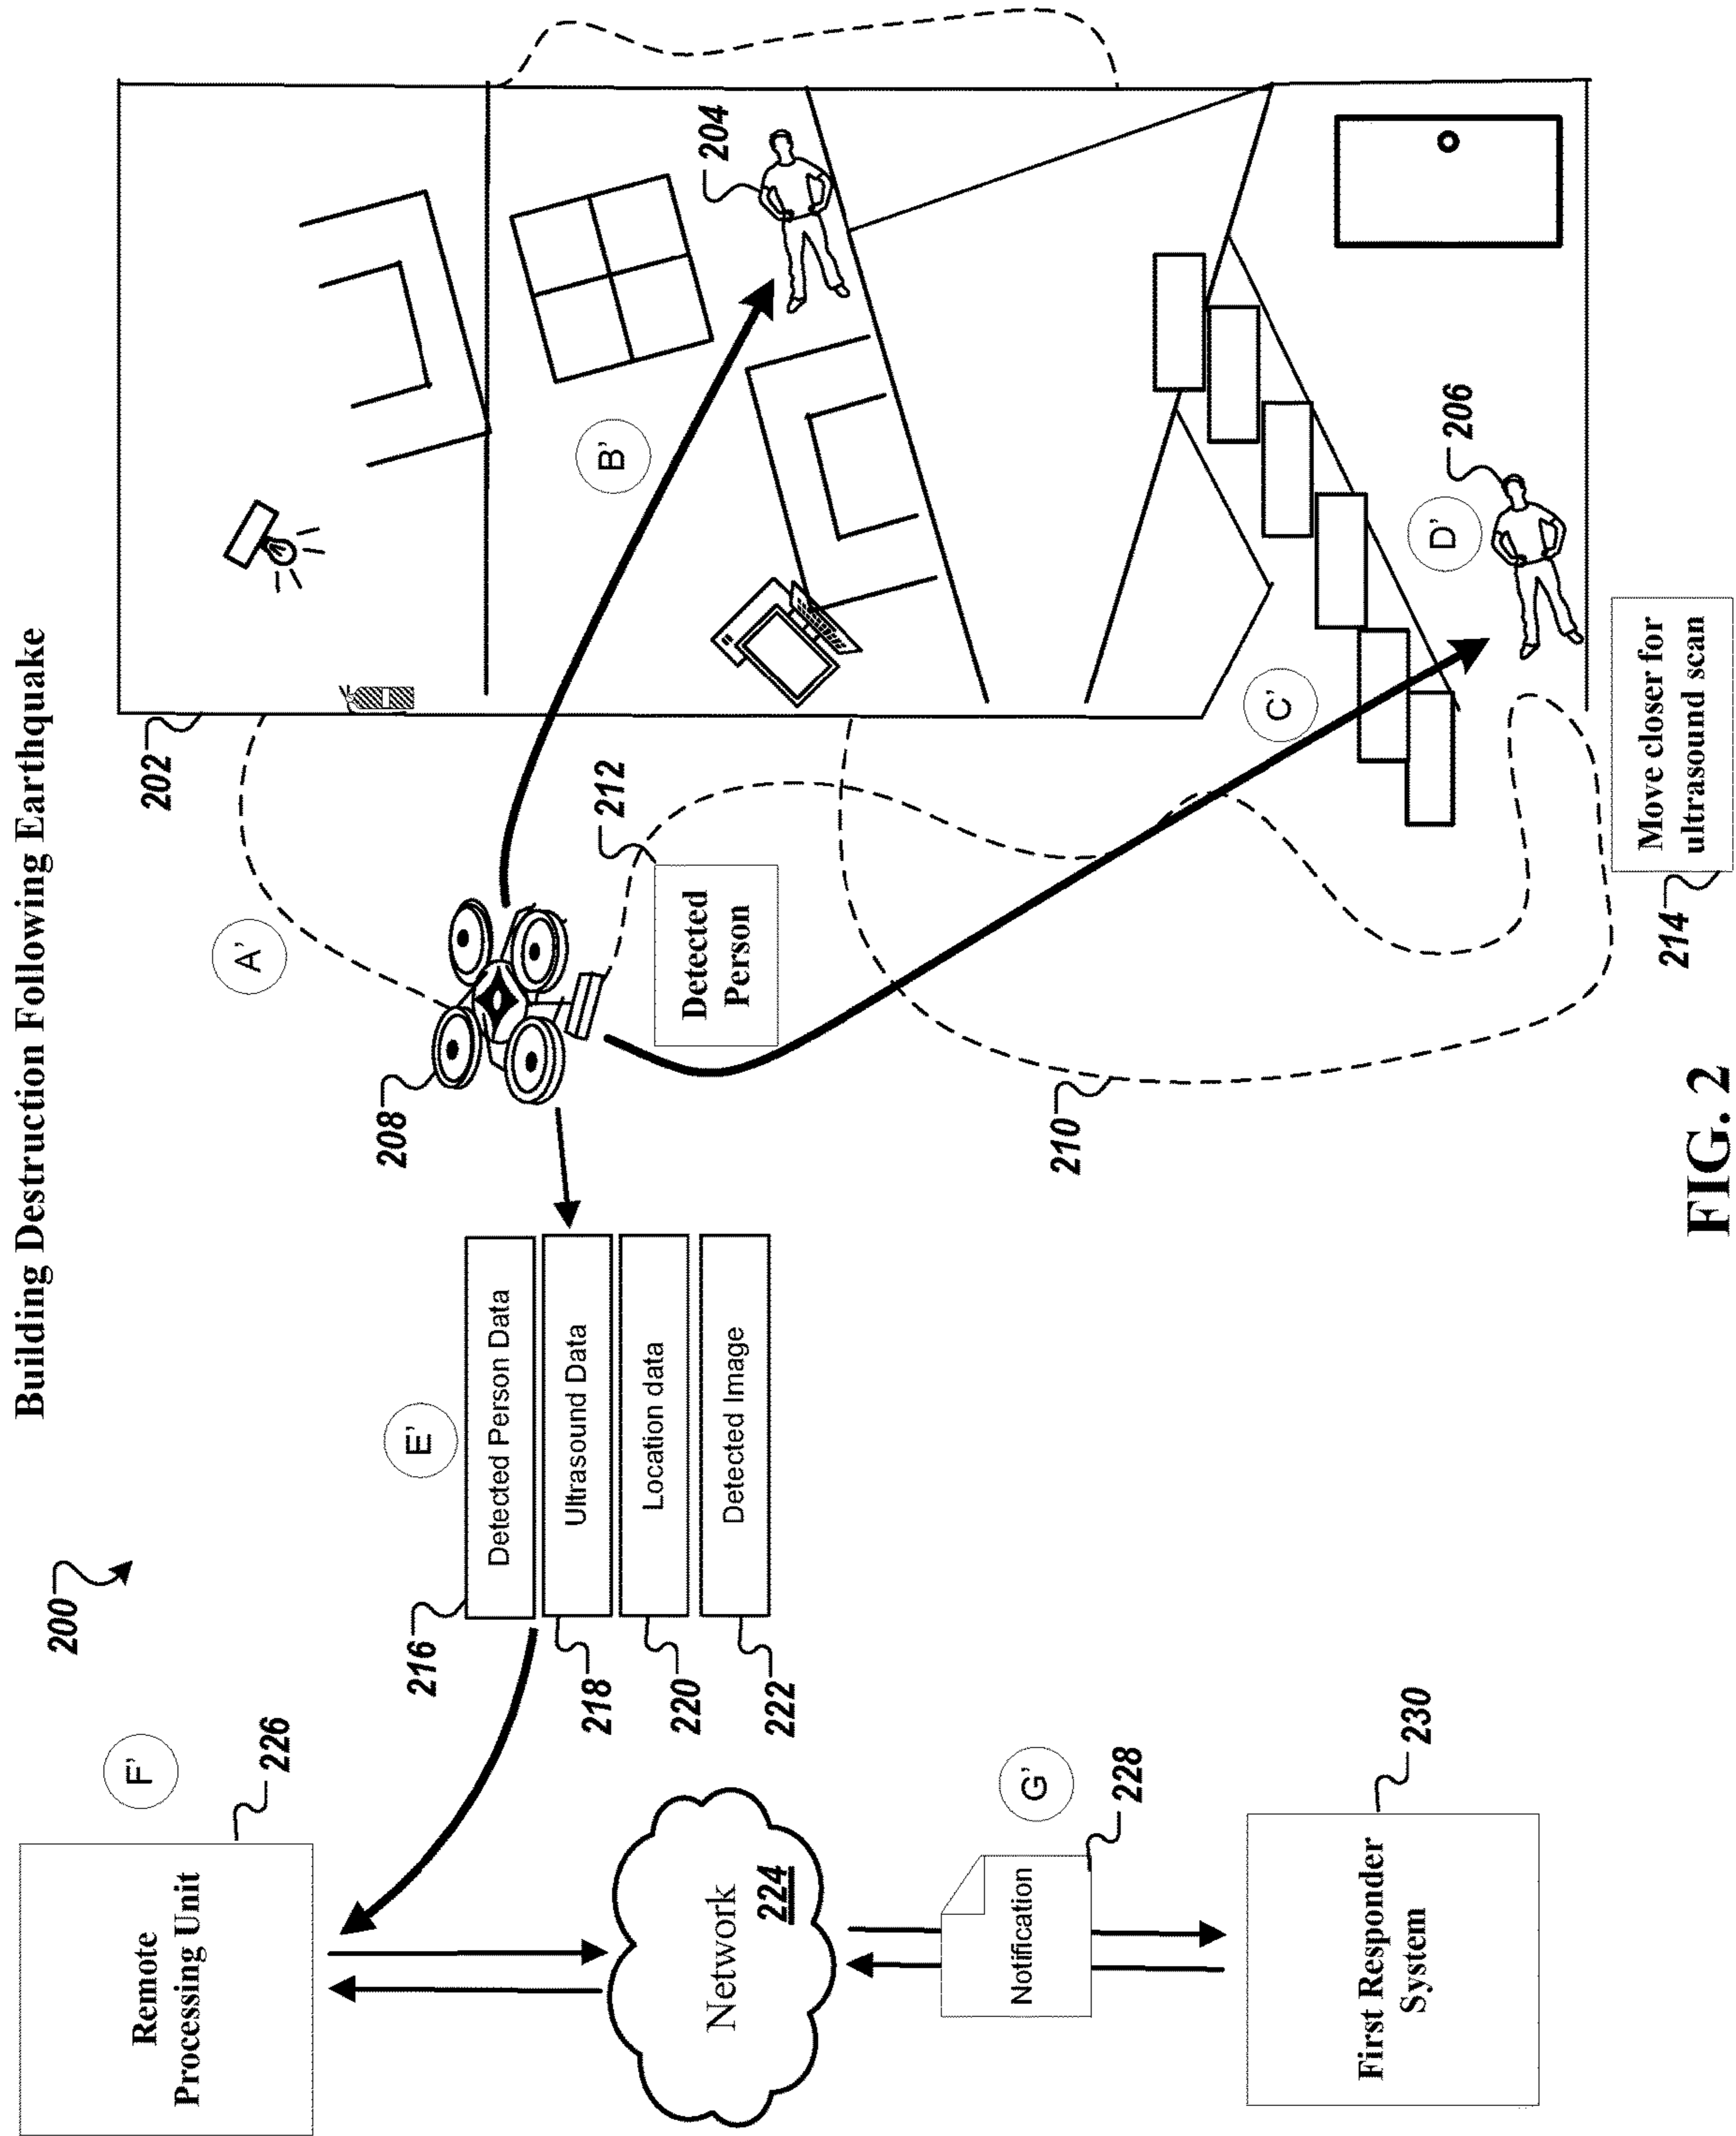 Building Destruction Following Earthquake
200
F'
Remote
Processing Unit
226
E'
216
Detected Person Data
218
Ultrasound Data
220
Location data
222
Detected Image
Network
224
G'
Notification
228
First Responder
System
230
A'
208
202
B'
204
212
Detected
Person
210
C'
D'
206
214
Move closer for
ultrasound scan
FIG. 2